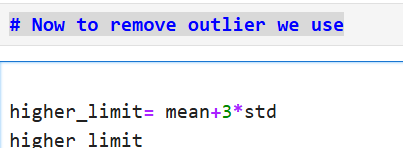 # Now to remove outlier we use
higher_limit= mean+3*std
higher_limit